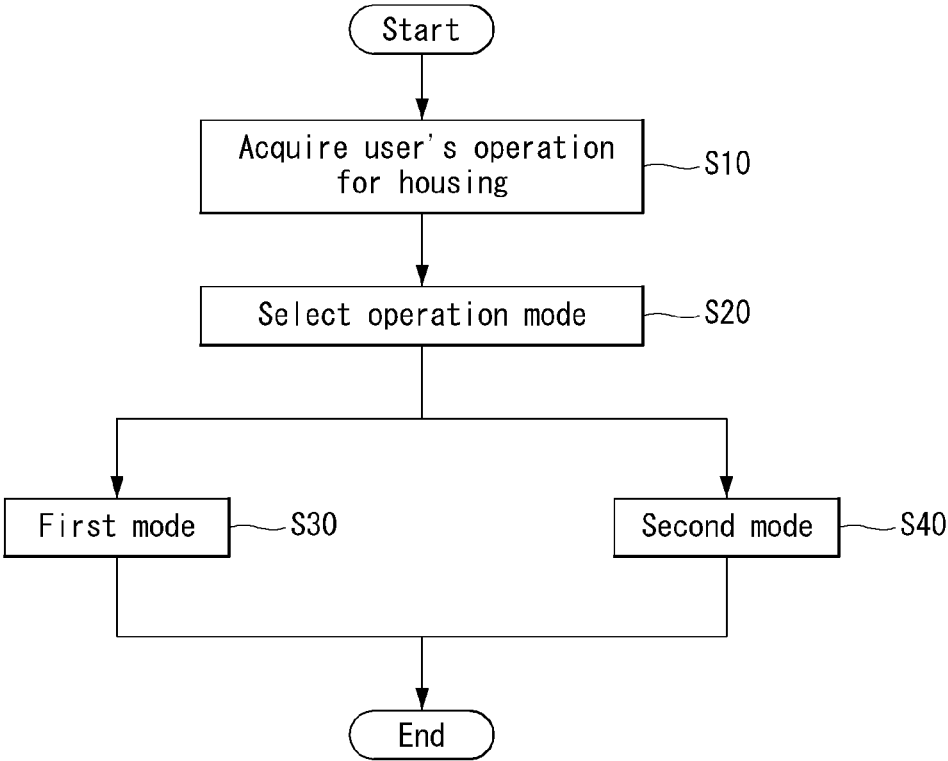 Start
Acquire user's operation
for housing
S10
Select operation mode
S20
First mode
S30
Second mode
S40
End